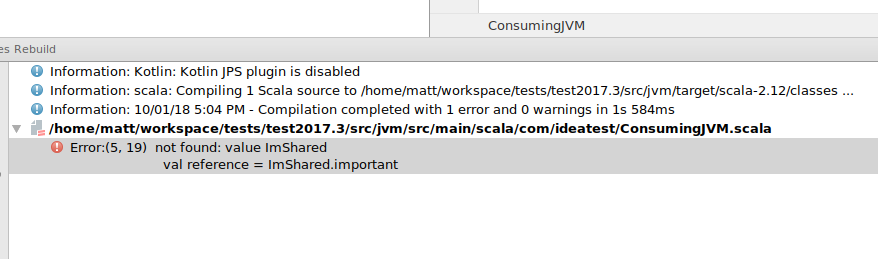 ConsumingJVM
es Rebuild
Information: Kotlin: Kotlin JPS plugin is disabled
Information: scala: Compiling 1 Scala source to /home/matt/workspace/tests/test2017.3/src/jvm/target/scala-2.12/classes ...
Information: 10/01/18 5:04 PM - Compilation completed with 1 error and 0 warnings in 1s 584ms
/home/matt/workspace/tests/test2017.3/src/jvm/src/main/scala/com/ideatest/ConsumingJVM.scala
Error:(5, 19) not found: value ImShared
val reference = ImShared.important